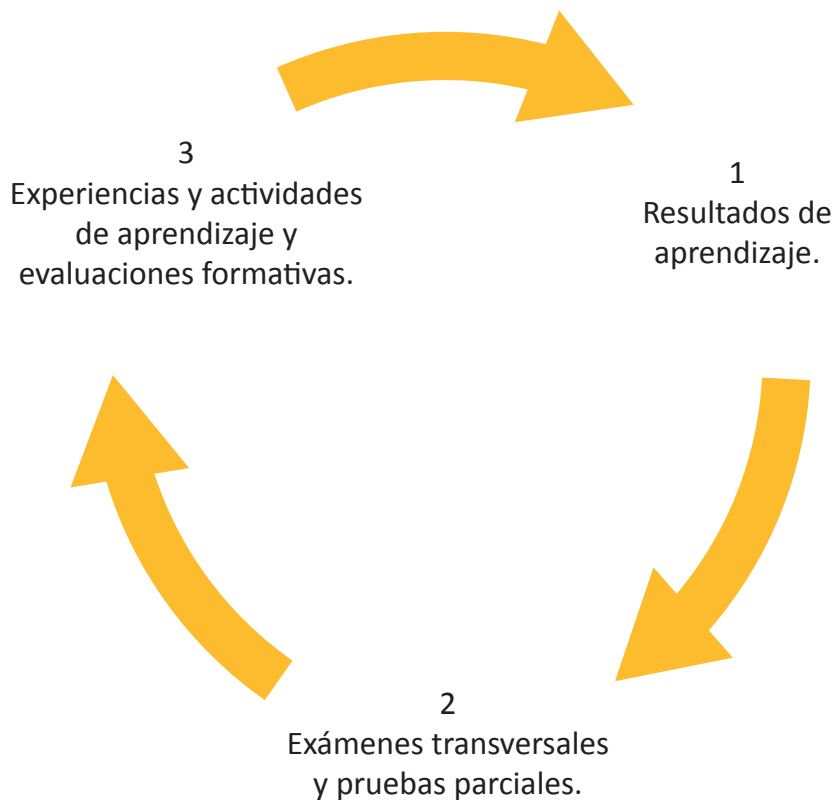 3
Experiencias y actividades
de aprendizaje y
evaluaciones formativas.
1
Resultados de
aprendizaje.
2
Exámenes transversales
y pruebas parciales.